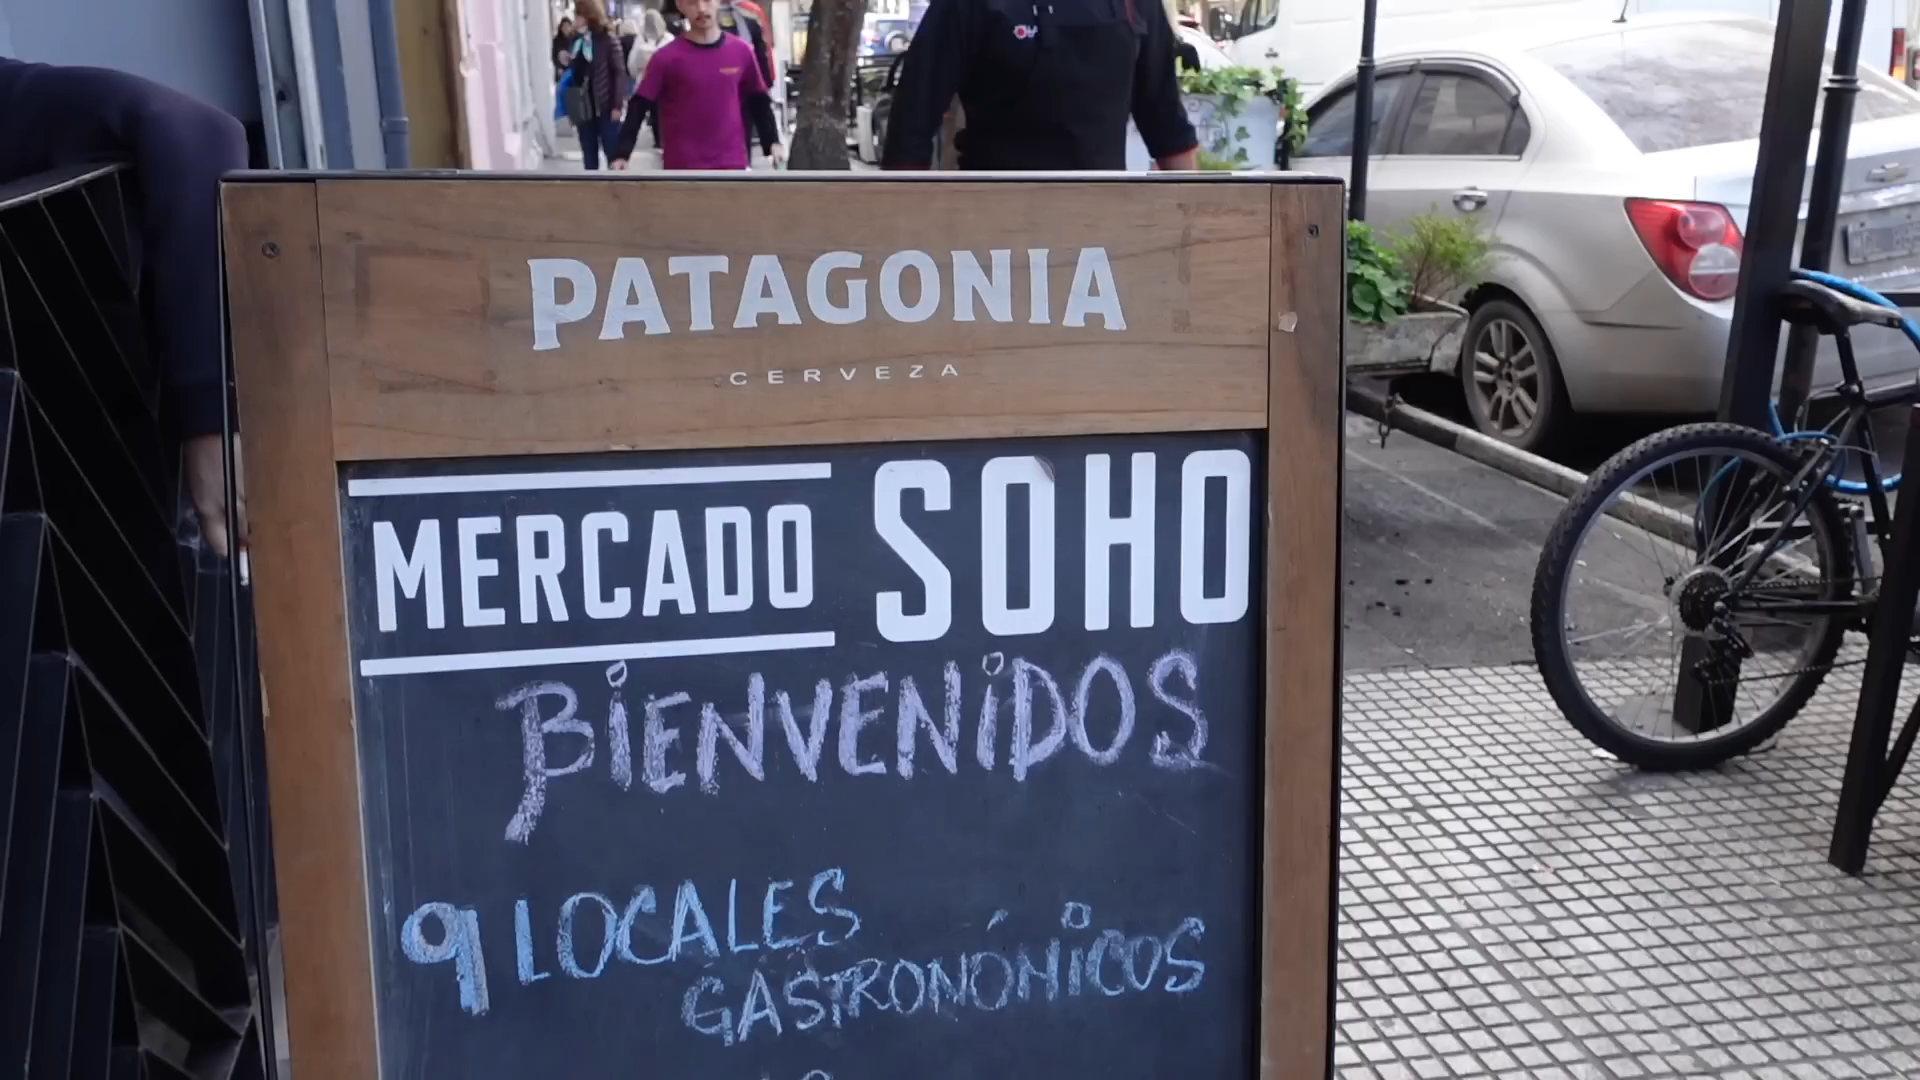 PATAGONIA
CERVEZA
MERCADO SOHO
BIENVENIDOS
9 LOCALES
GASTRONÓMICOS